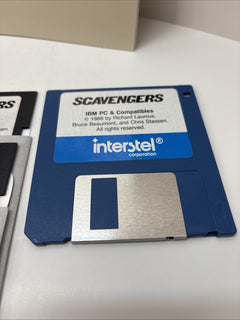 SCAVENGERS
IBM PC & Compatibles
© 1988 by Richard Launius,
Bruce Beaumont, and Chris Stassen.
All rights reserved.
interstel
corporation